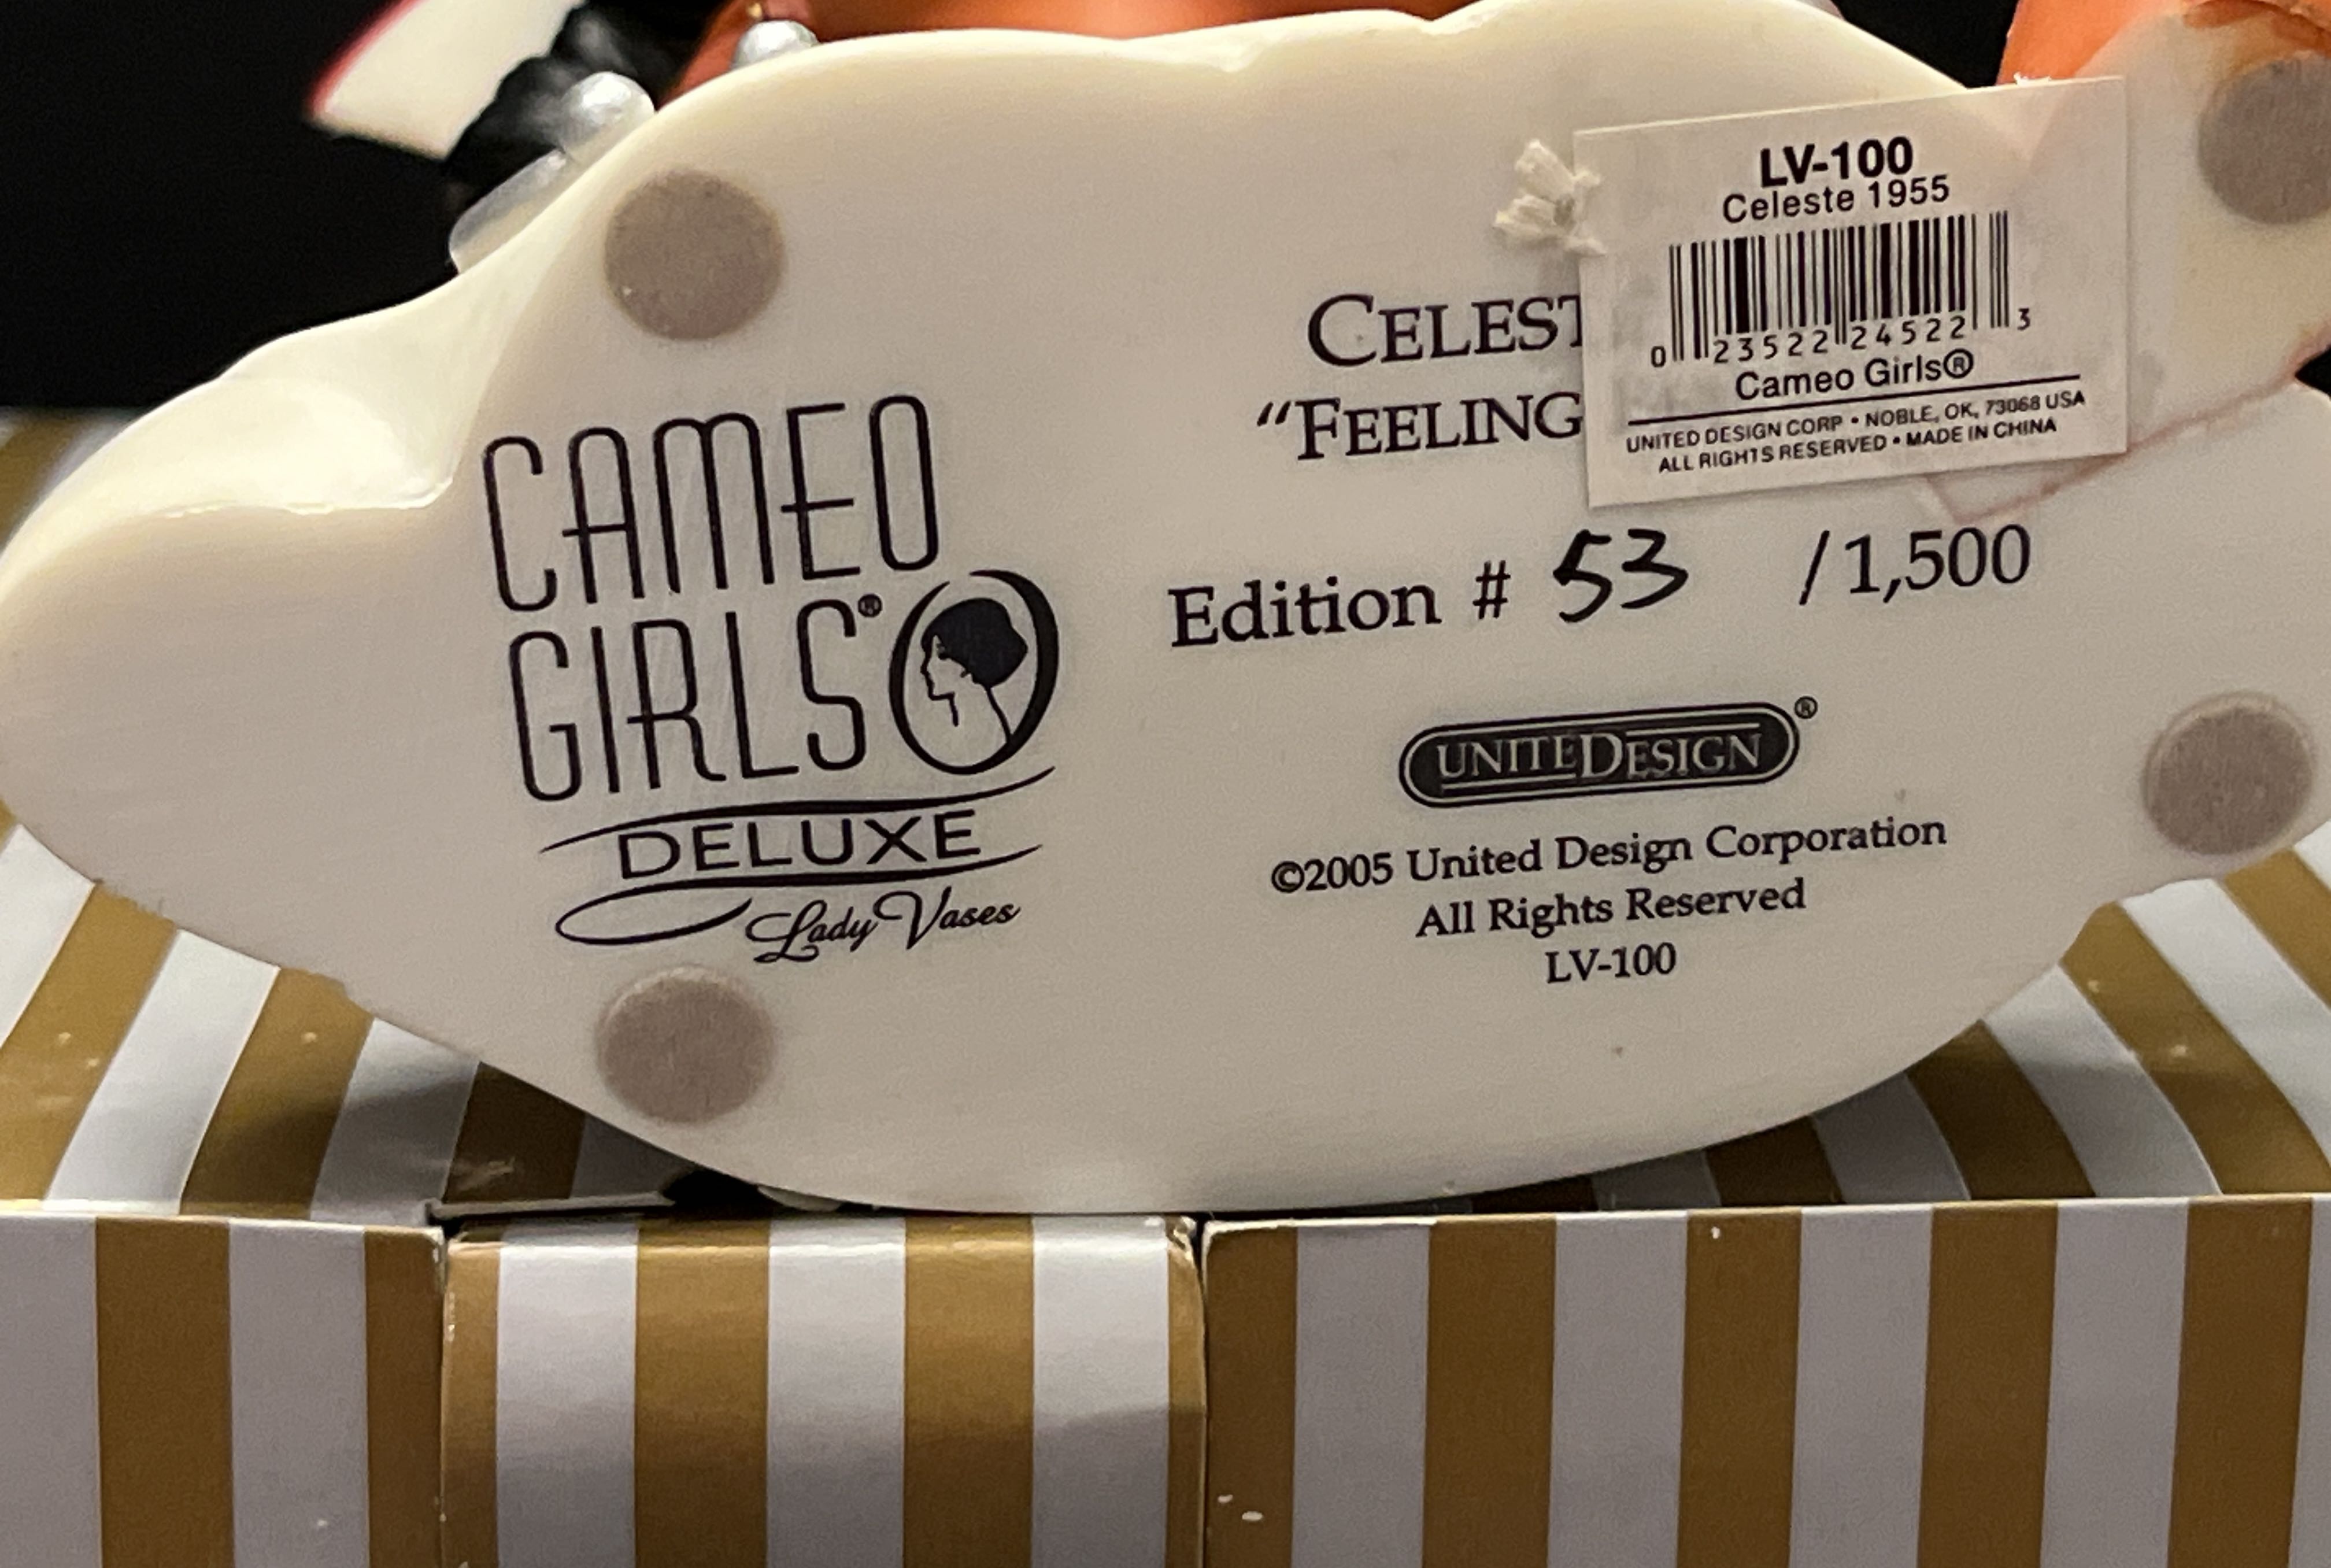 CAMEO
GIRLS®
DELUXE
Lady Vases
CELEST
“FEELING
Edition # 53 /1,500
UNITEDESIGN®
©2005 United Design Corporation
All Rights Reserved
LV-100
LV-100
Celeste 1955
0 23522 24522 3
Cameo Girls®
UNITED DESIGN CORP • NOBLE, OK, 73068 USA
ALL RIGHTS RESERVED • MADE IN CHINA